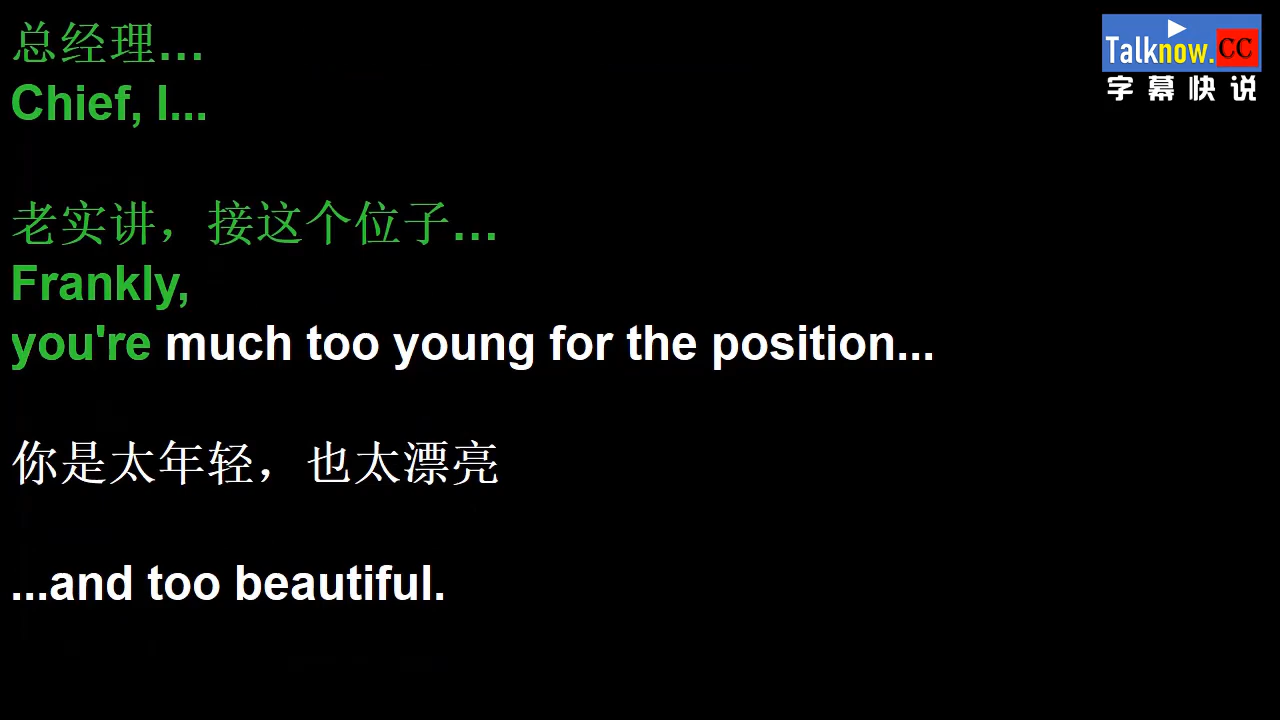 总经理…
Chief, I...
老实讲，接这个位子…
Frankly,
you're much too young for the position...
你是太年轻，也太漂亮
...and too beautiful.
Talknow.CC
字幕快说